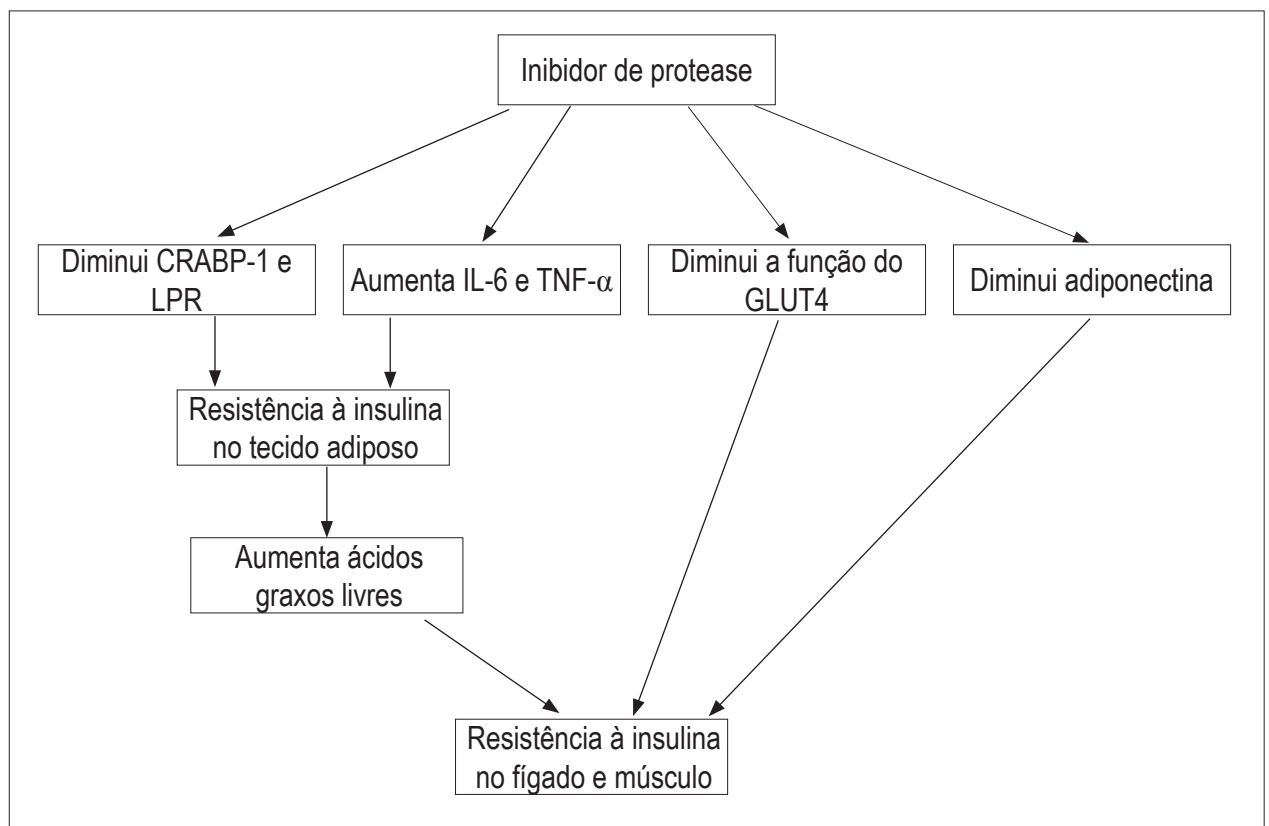 Inibidor de protease
Diminui CRABP-1 e
LPR
Aumenta IL-6 e TNF-α
Diminui a função do
GLUT4
Diminui adiponectina
Resistência à insulina
no tecido adiposo
Aumenta ácidos
graxos livres
Resistência à insulina
no fígado e músculo